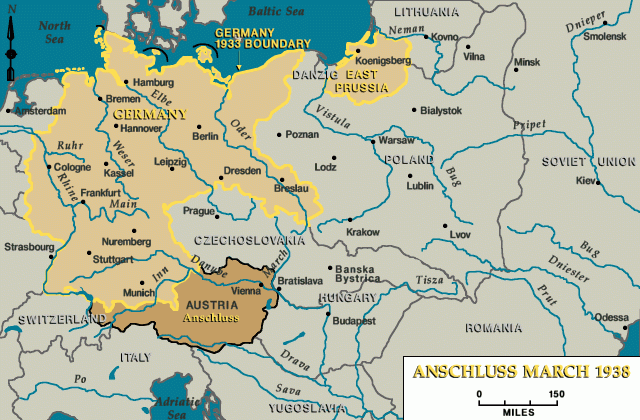 N
North
Sea
Baltic Sea
LITHUANIA
Dnieper
Smolensk
GERMANY
1933 BOUNDARY
Neman
Kovno
Vilna
Koenigsberg
Minsk
DANZIG
EAST
PRUSSIA
Hamburg
Bremen
Elbe
Amsterdam
GERMANY
Hannover
Oder
Berlin
Vistula
Bialystok
Poznan
Pripet
Warsaw
Ruhr
Weser
Cologne
Kassel
Leipzig
Dresden
Lodz
POLAND
SOVIET UNION
Rhine
Frankfurt
Main
Breslau
Lublin
Bug
Kiev
Prague
Krakow
Lvov
Nuremburg
CZECHOSLOVAKIA
Strasbourg
Stuttgart
Danube
March
Bug
Inn
Munich
Vienna
Bratislava
Banska
Bystrica
Tisza
Dniester
Prut
AUSTRIA
Anschluss
HUNGARY
Budapest
SWITZERLAND
ROMANIA
Odessa
ITALY
Drava
Po
Sava
Adriatic
Sea
YUGOSLAVIA
ANSCHLUSS MARCH 1938
0 150
MILES